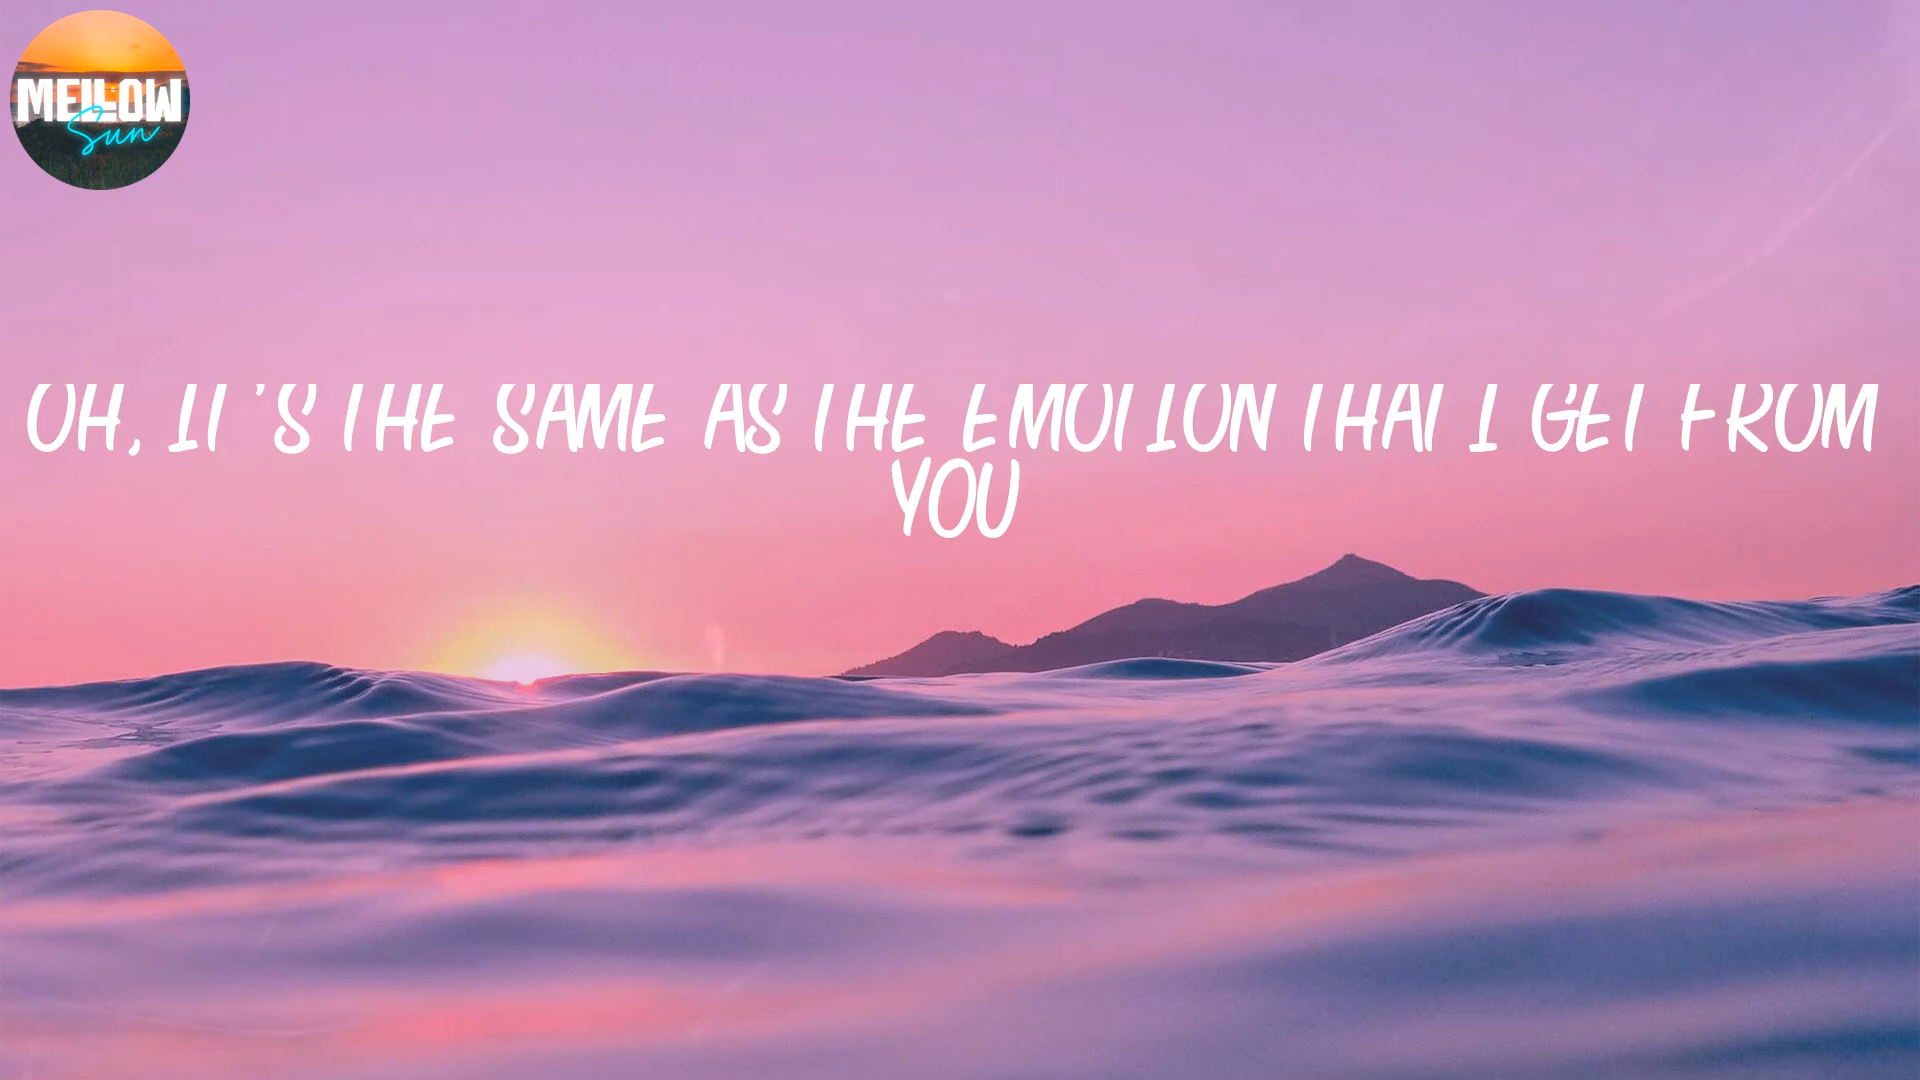 MELLOW
Sun
OH, IT'S THE SAME AS THE EMOTION THAT I GET FROM
YOU